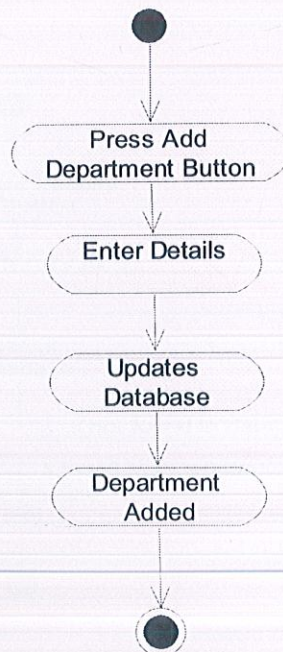 Press Add
Department Button
Enter Details
Updates
Database
Department
Added